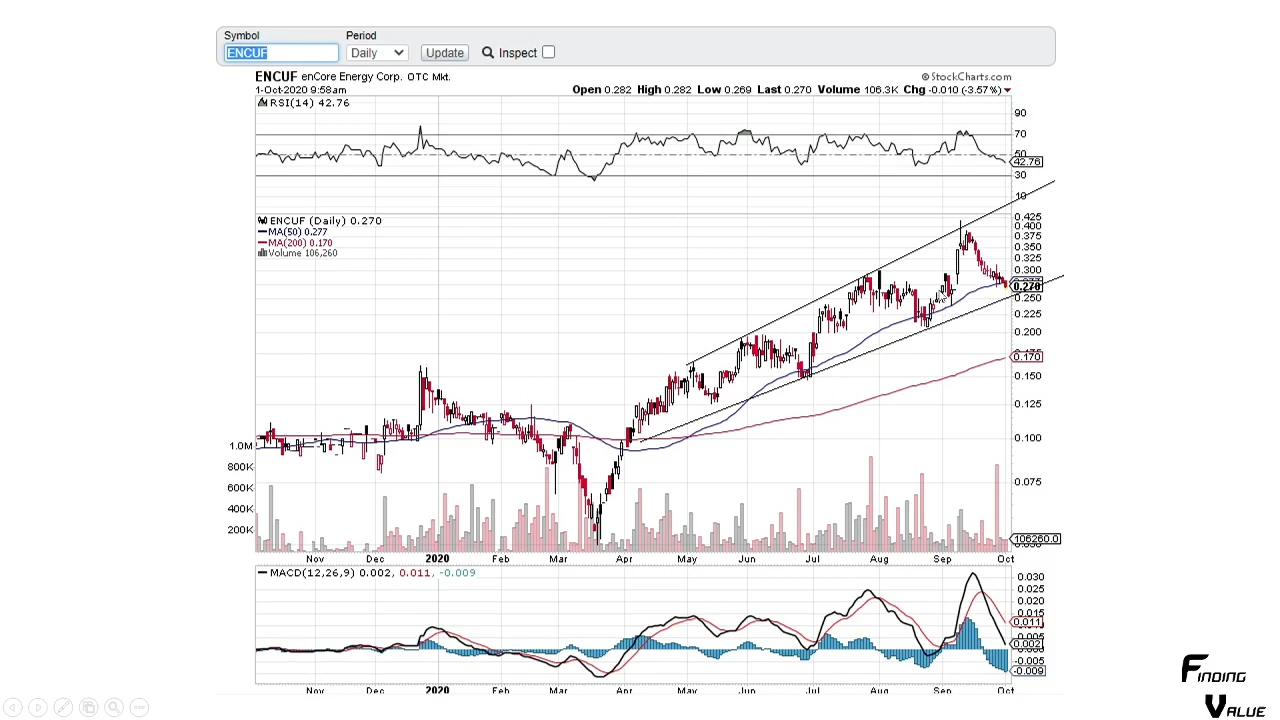 Symbol Period
ENCUF Daily Update Inspect
ENCUF enCore Energy Corp. OTC Mkt. @ StockCharts.com
1-Oct-2020 9:58am Open 0.282 High 0.282 Low 0.269 Last 0.270 Volume 106.3K Chg -0.010 (-3.57%)
RSI(14) 42.76
90
70
50
42.76
30
10
ENCUF (Daily) 0.270
MA(50) 0.277
MA(200) 0.170
Volume 106,260
0.425
0.400
0.375
0.350
0.325
0.300
0.270
0.250
0.225
0.200
0.170
0.150
0.125
0.100
0.075
106260.0
1.0M
800K
600K
400K
200K
Nov Dec 2020 Feb Mar Apr May Jun Jul Aug Sep Oct
MACD(12,26,9) 0.002, 0.011, -0.009
0.030
0.025
0.020
0.015
0.011
0.005
0.002
-0.005
-0.009
Nov Dec 2020 Feb Mar Apr May Jun Jul Aug Sep Oct
Finding
Value